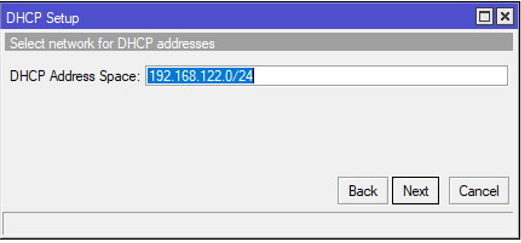 DHCP Setup
Select network for DHCP addresses
DHCP Address Space: 192.168.122.0/24
Back Next Cancel